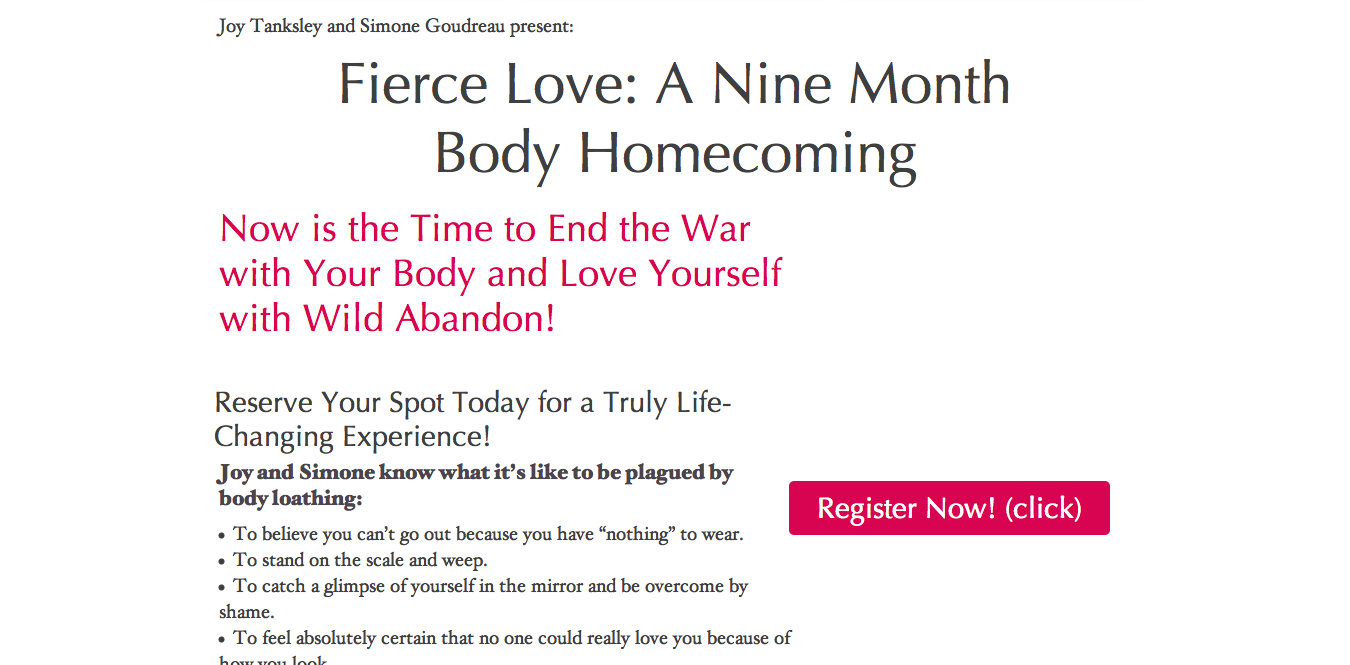 Joy Tanksley and Simone Goudreau present:
Fierce Love: A Nine Month
Body Homecoming
Now is the Time to End the War
with Your Body and Love Yourself
with Wild Abandon!
Reserve Your Spot Today for a Truly Life-
Changing Experience!
Joy and Simone know what it’s like to be plagued by
body loathing:
Register Now! (click)
• To believe you can’t go out because you have “nothing” to wear.
• To stand on the scale and weep.
• To catch a glimpse of yourself in the mirror and be overcome by
shame.
• To feel absolutely certain that no one could really love you because of
how you look.